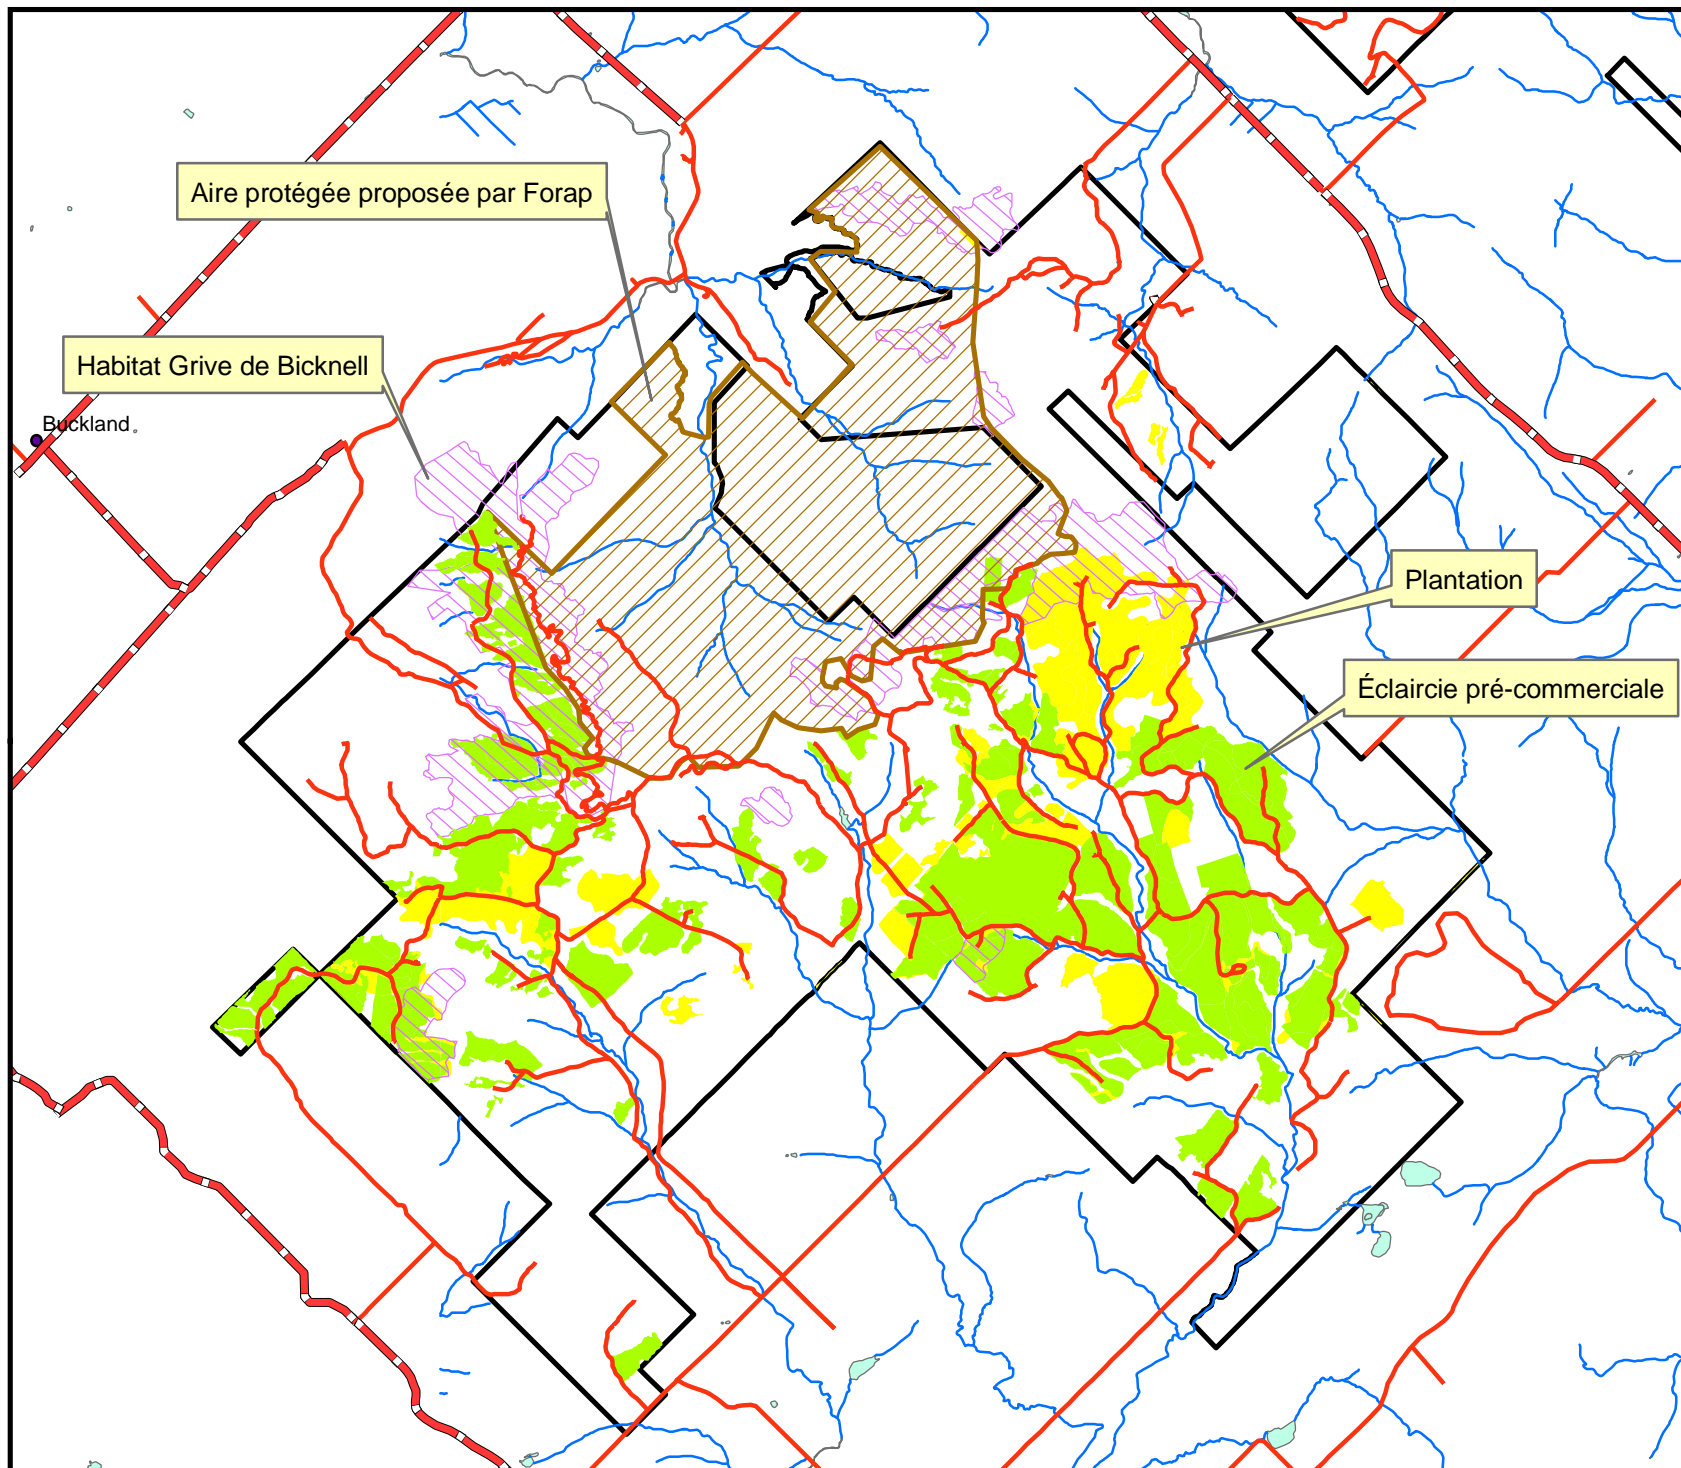 Aire protégée proposée par Forap
Habitat Grive de Bicknell
Buckland
Plantation
Éclaircie pré-commerciale